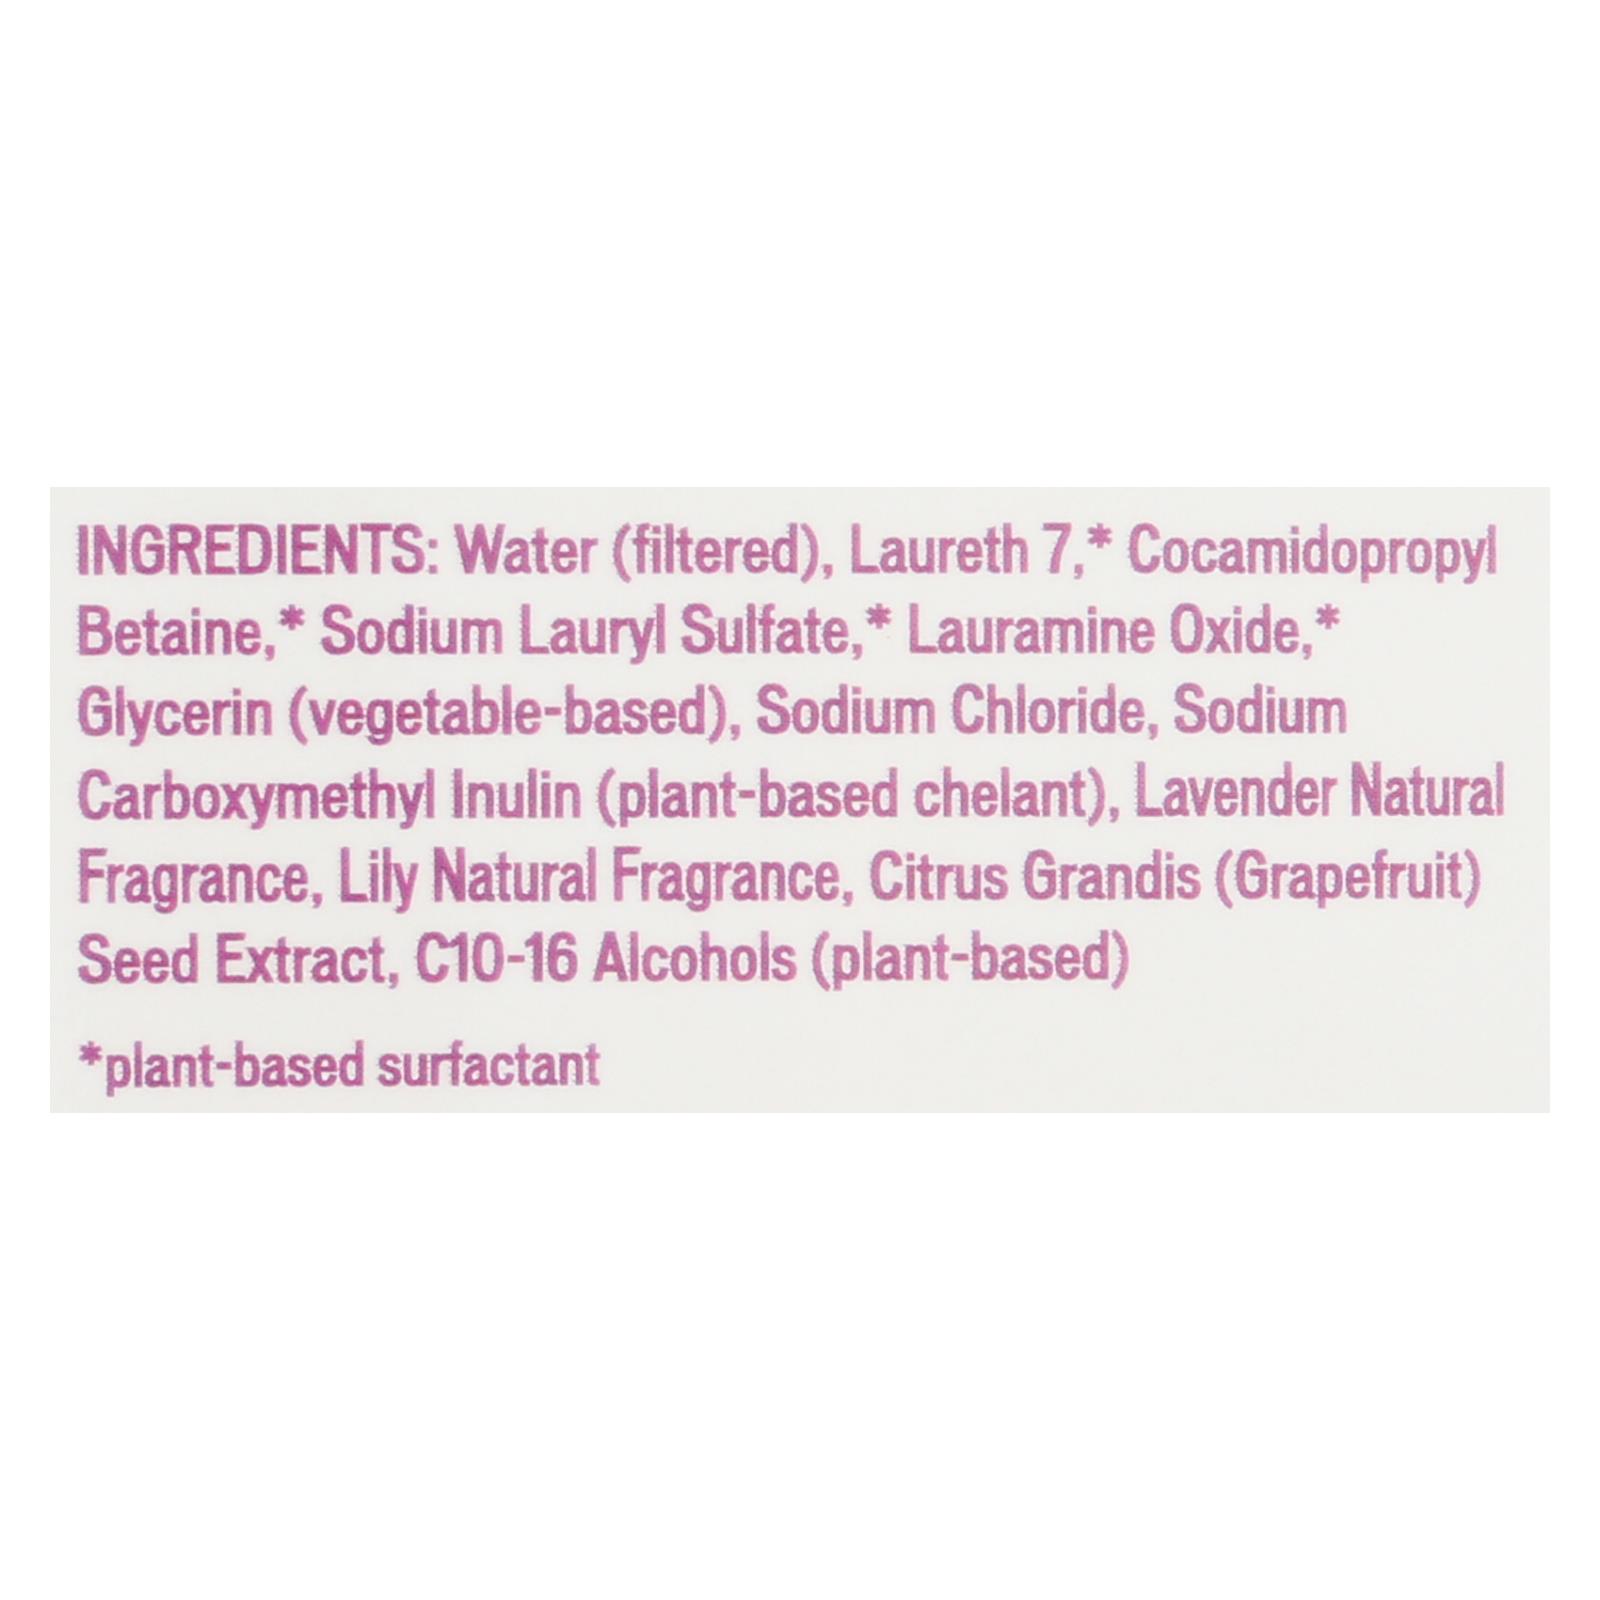 INGREDIENTS: Water (filtered), Laureth 7,* Cocamidopropyl
Betaine,* Sodium Lauryl Sulfate,* Lauramine Oxide,*
Glycerin (vegetable-based), Sodium Chloride, Sodium
Carboxymethyl Inulin (plant-based chelant), Lavender Natural
Fragrance, Lily Natural Fragrance, Citrus Grandis (Grapefruit)
Seed Extract, C10-16 Alcohols (plant-based)
*plant-based surfactant